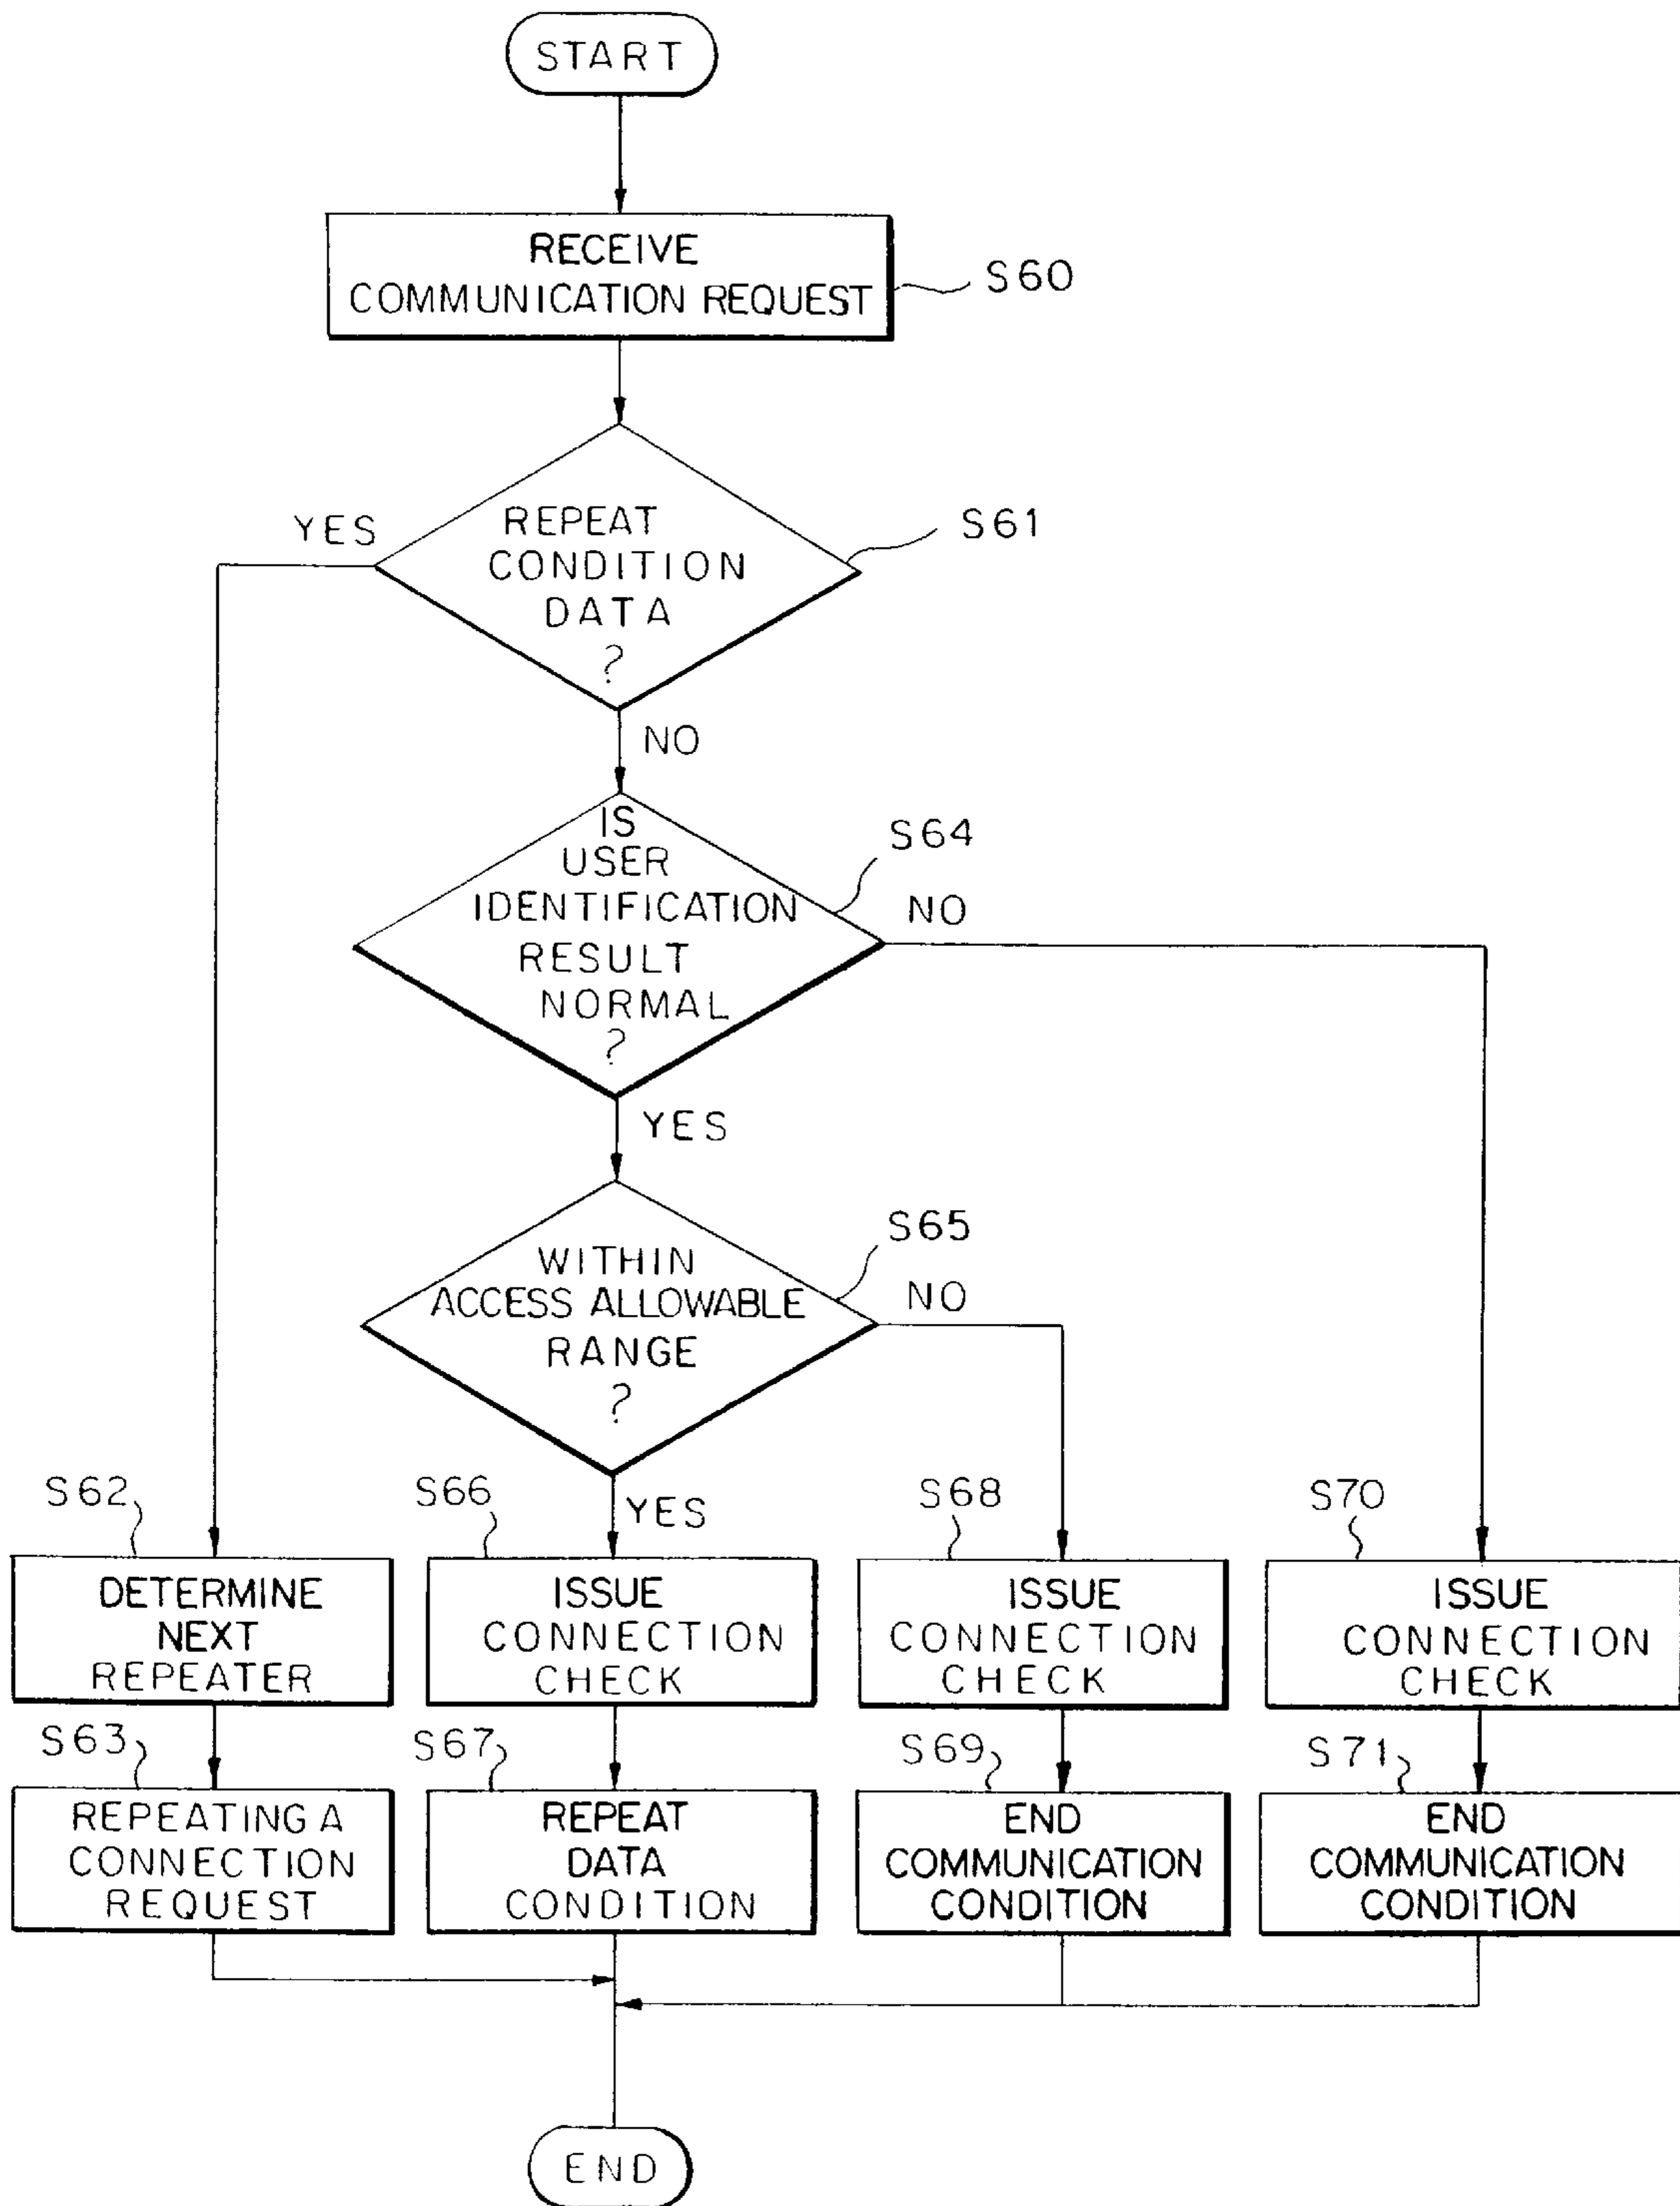 START
RECEIVE
COMMUNICATION REQUEST
S60
REPEAT
CONDITION
DATA
?
S61
YES
NO
IS
USER
IDENTIFICATION
RESULT
NORMAL
?
S64
NO
YES
WITHIN
ACCESS ALLOWABLE
RANGE
?
S65
NO
YES
S62
DETERMINE
NEXT
REPEATER
S66
ISSUE
CONNECTION
CHECK
S68
ISSUE
CONNECTION
CHECK
S70
ISSUE
CONNECTION
CHECK
S63
REPEATING A
CONNECTION
REQUEST
S67
REPEAT
DATA
CONDITION
S69
END
COMMUNICATION
CONDITION
S71
END
COMMUNICATION
CONDITION
END